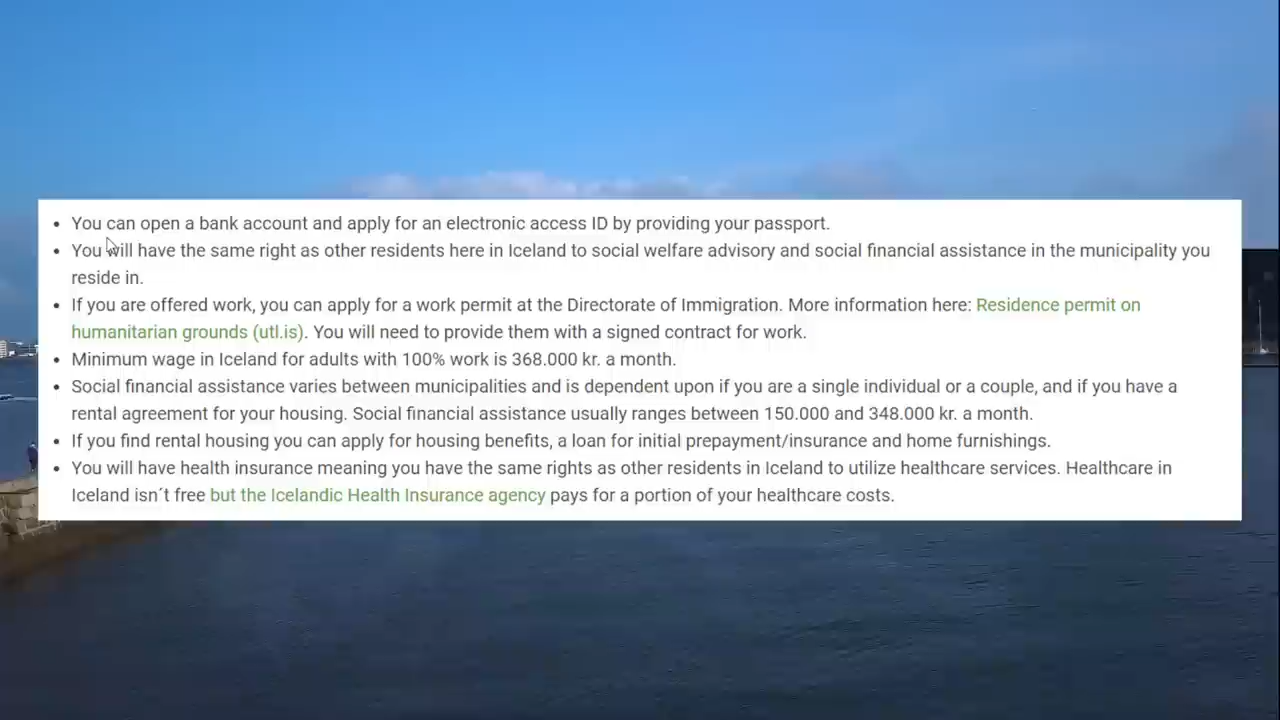 You can open a bank account and apply for an electronic access ID by providing your passport.
You will have the same right as other residents here in Iceland to social welfare advisory and social financial assistance in the municipality you
reside in.
If you are offered work, you can apply for a work permit at the Directorate of Immigration. More information here: Residence permit on
humanitarian grounds (utl.is). You will need to provide them with a signed contract for work.
Minimum wage in Iceland for adults with 100% work is 368.000 kr. a month.
Social financial assistance varies between municipalities and is dependent upon if you are a single individual or a couple, and if you have a
rental agreement for your housing. Social financial assistance usually ranges between 150.000 and 348.000 kr. a month.
If you find rental housing you can apply for housing benefits, a loan for initial prepayment/insurance and home furnishings.
You will have health insurance meaning you have the same rights as other residents in Iceland to utilize healthcare services. Healthcare in
Iceland isn´t free but the Icelandic Health Insurance agency pays for a portion of your healthcare costs.